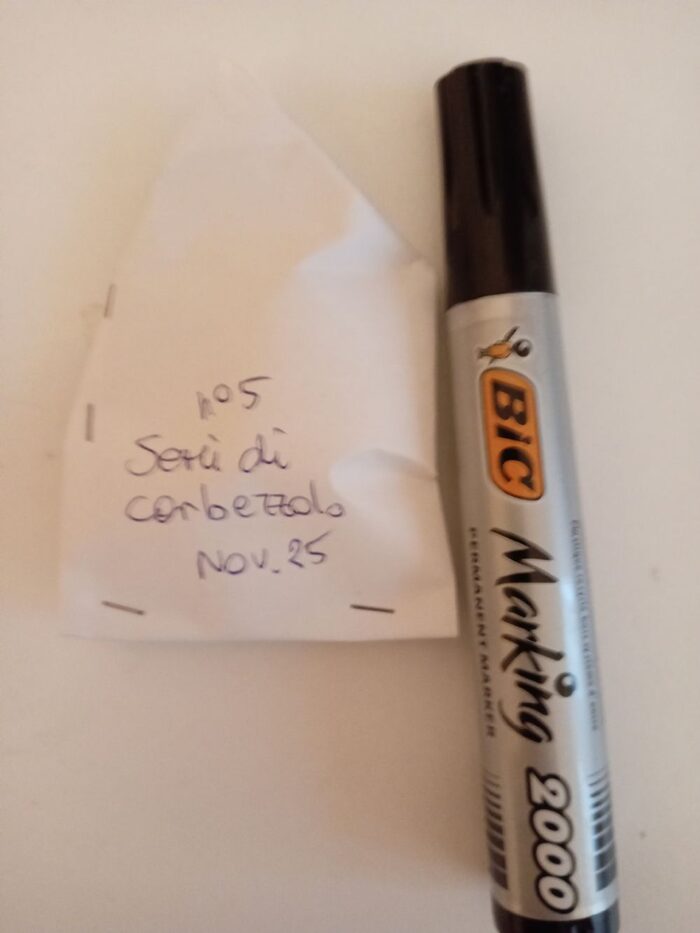 n°5
Semi di
corbezzolo
NOV. 25
BIC
Marking 2000
PERMANENT MARKER